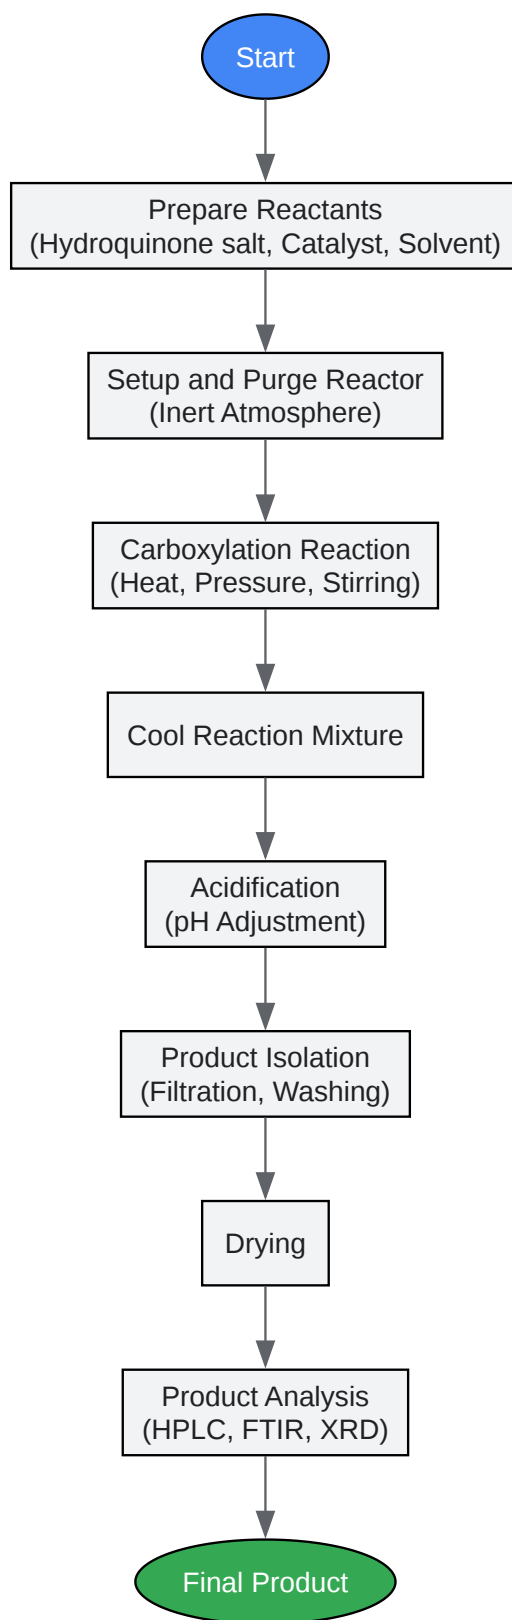 Start
Prepare Reactants
(Hydroquinone salt, Catalyst, Solvent)
Setup and Purge Reactor
(Inert Atmosphere)
Carboxylation Reaction
(Heat, Pressure, Stirring)
Cool Reaction Mixture
Acidification
(pH Adjustment)
Product Isolation
(Filtration, Washing)
Drying
Product Analysis
(HPLC, FTIR, XRD)
Final Product